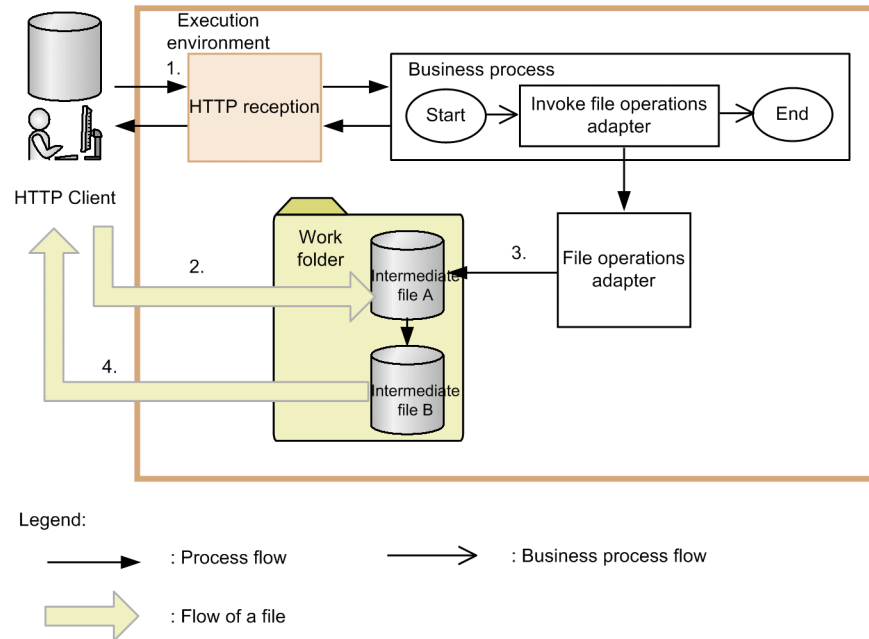 Execution
environment
1.
HTTP reception
Business process
Start
Invoke file operations
adapter
End
HTTP Client
Work
folder
2.
Intermediate
file A
3.
File operations
adapter
4.
Intermediate
file B
Legend:
: Process flow
: Business process flow
: Flow of a file